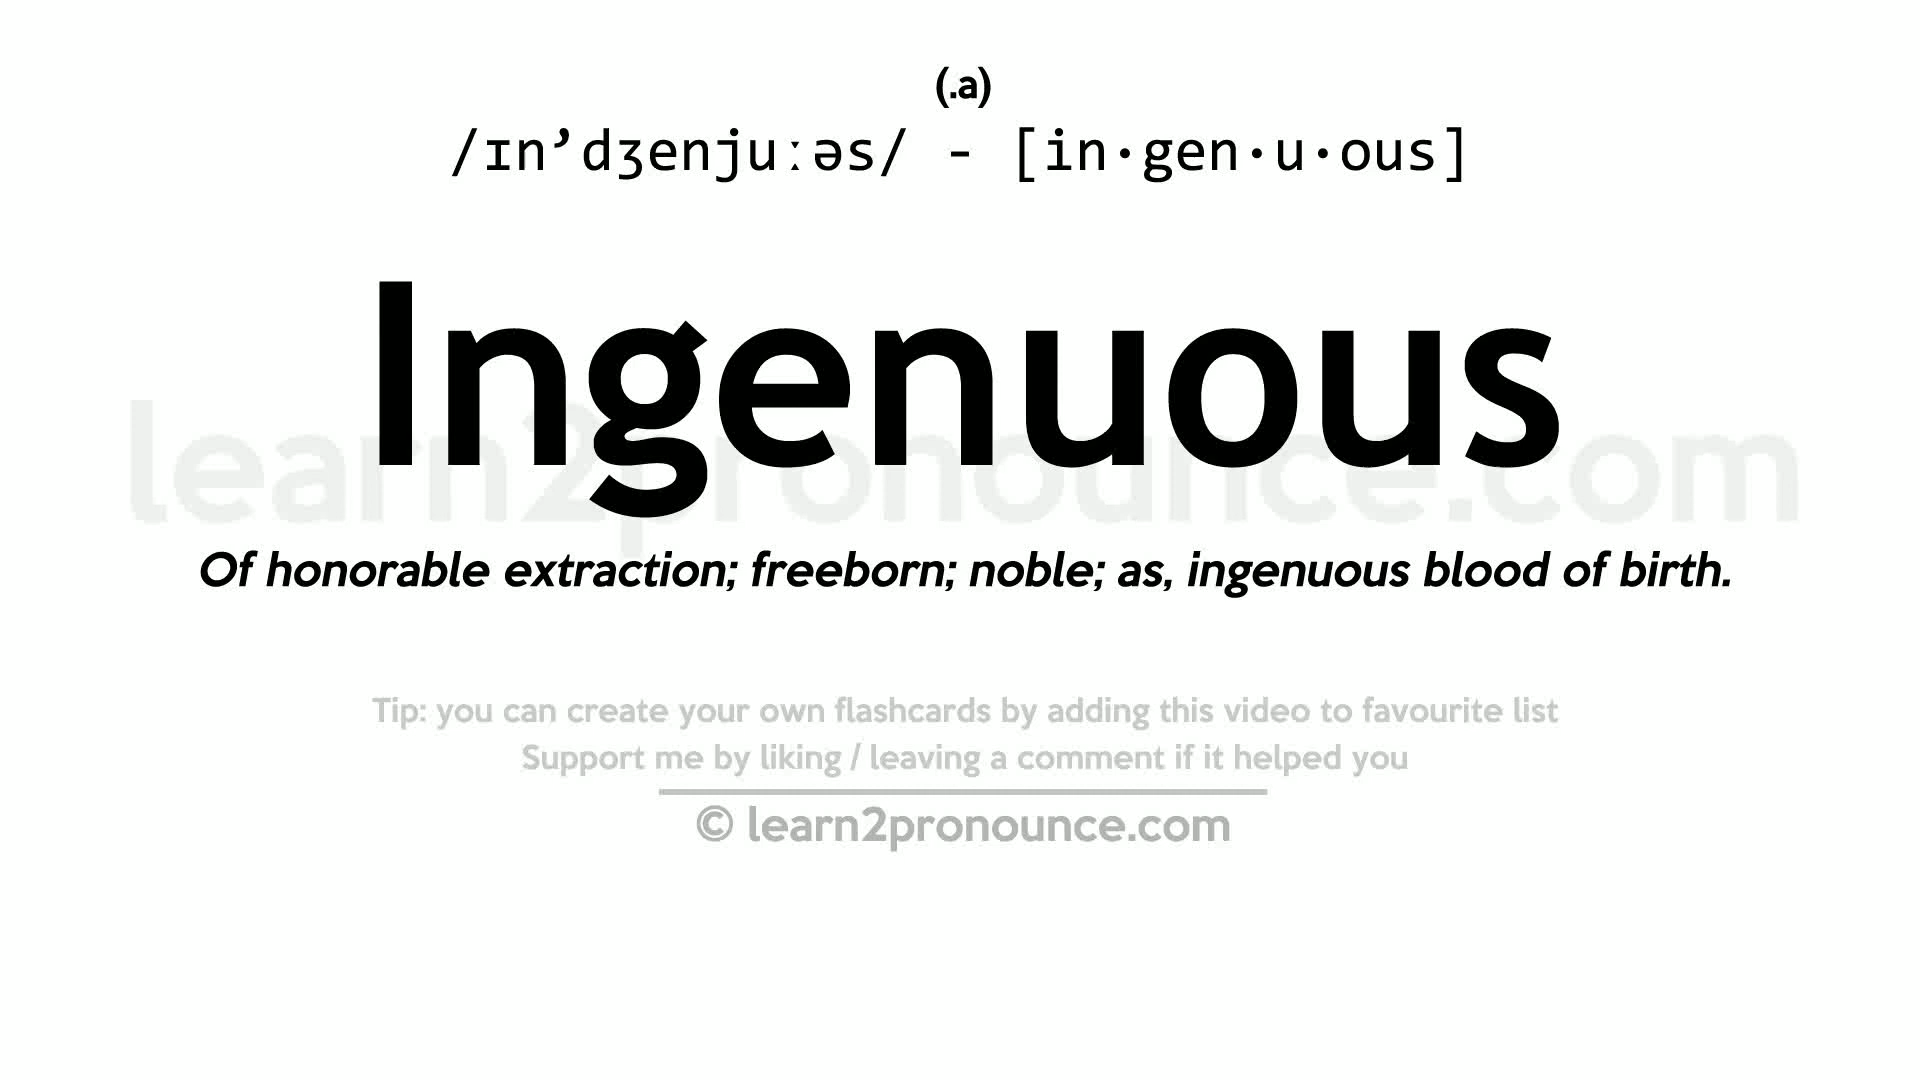 (.a)
/ɪn’dʒenjuːəs/ - [in·gen·u·ous]
Ingenuous
learn2pronounce.com
Of honorable extraction; freeborn; noble; as, ingenuous blood of birth.
Tip: you can create your own flashcards by adding this video to favourite list
Support me by liking / leaving a comment if it helped you
© learn2pronounce.com